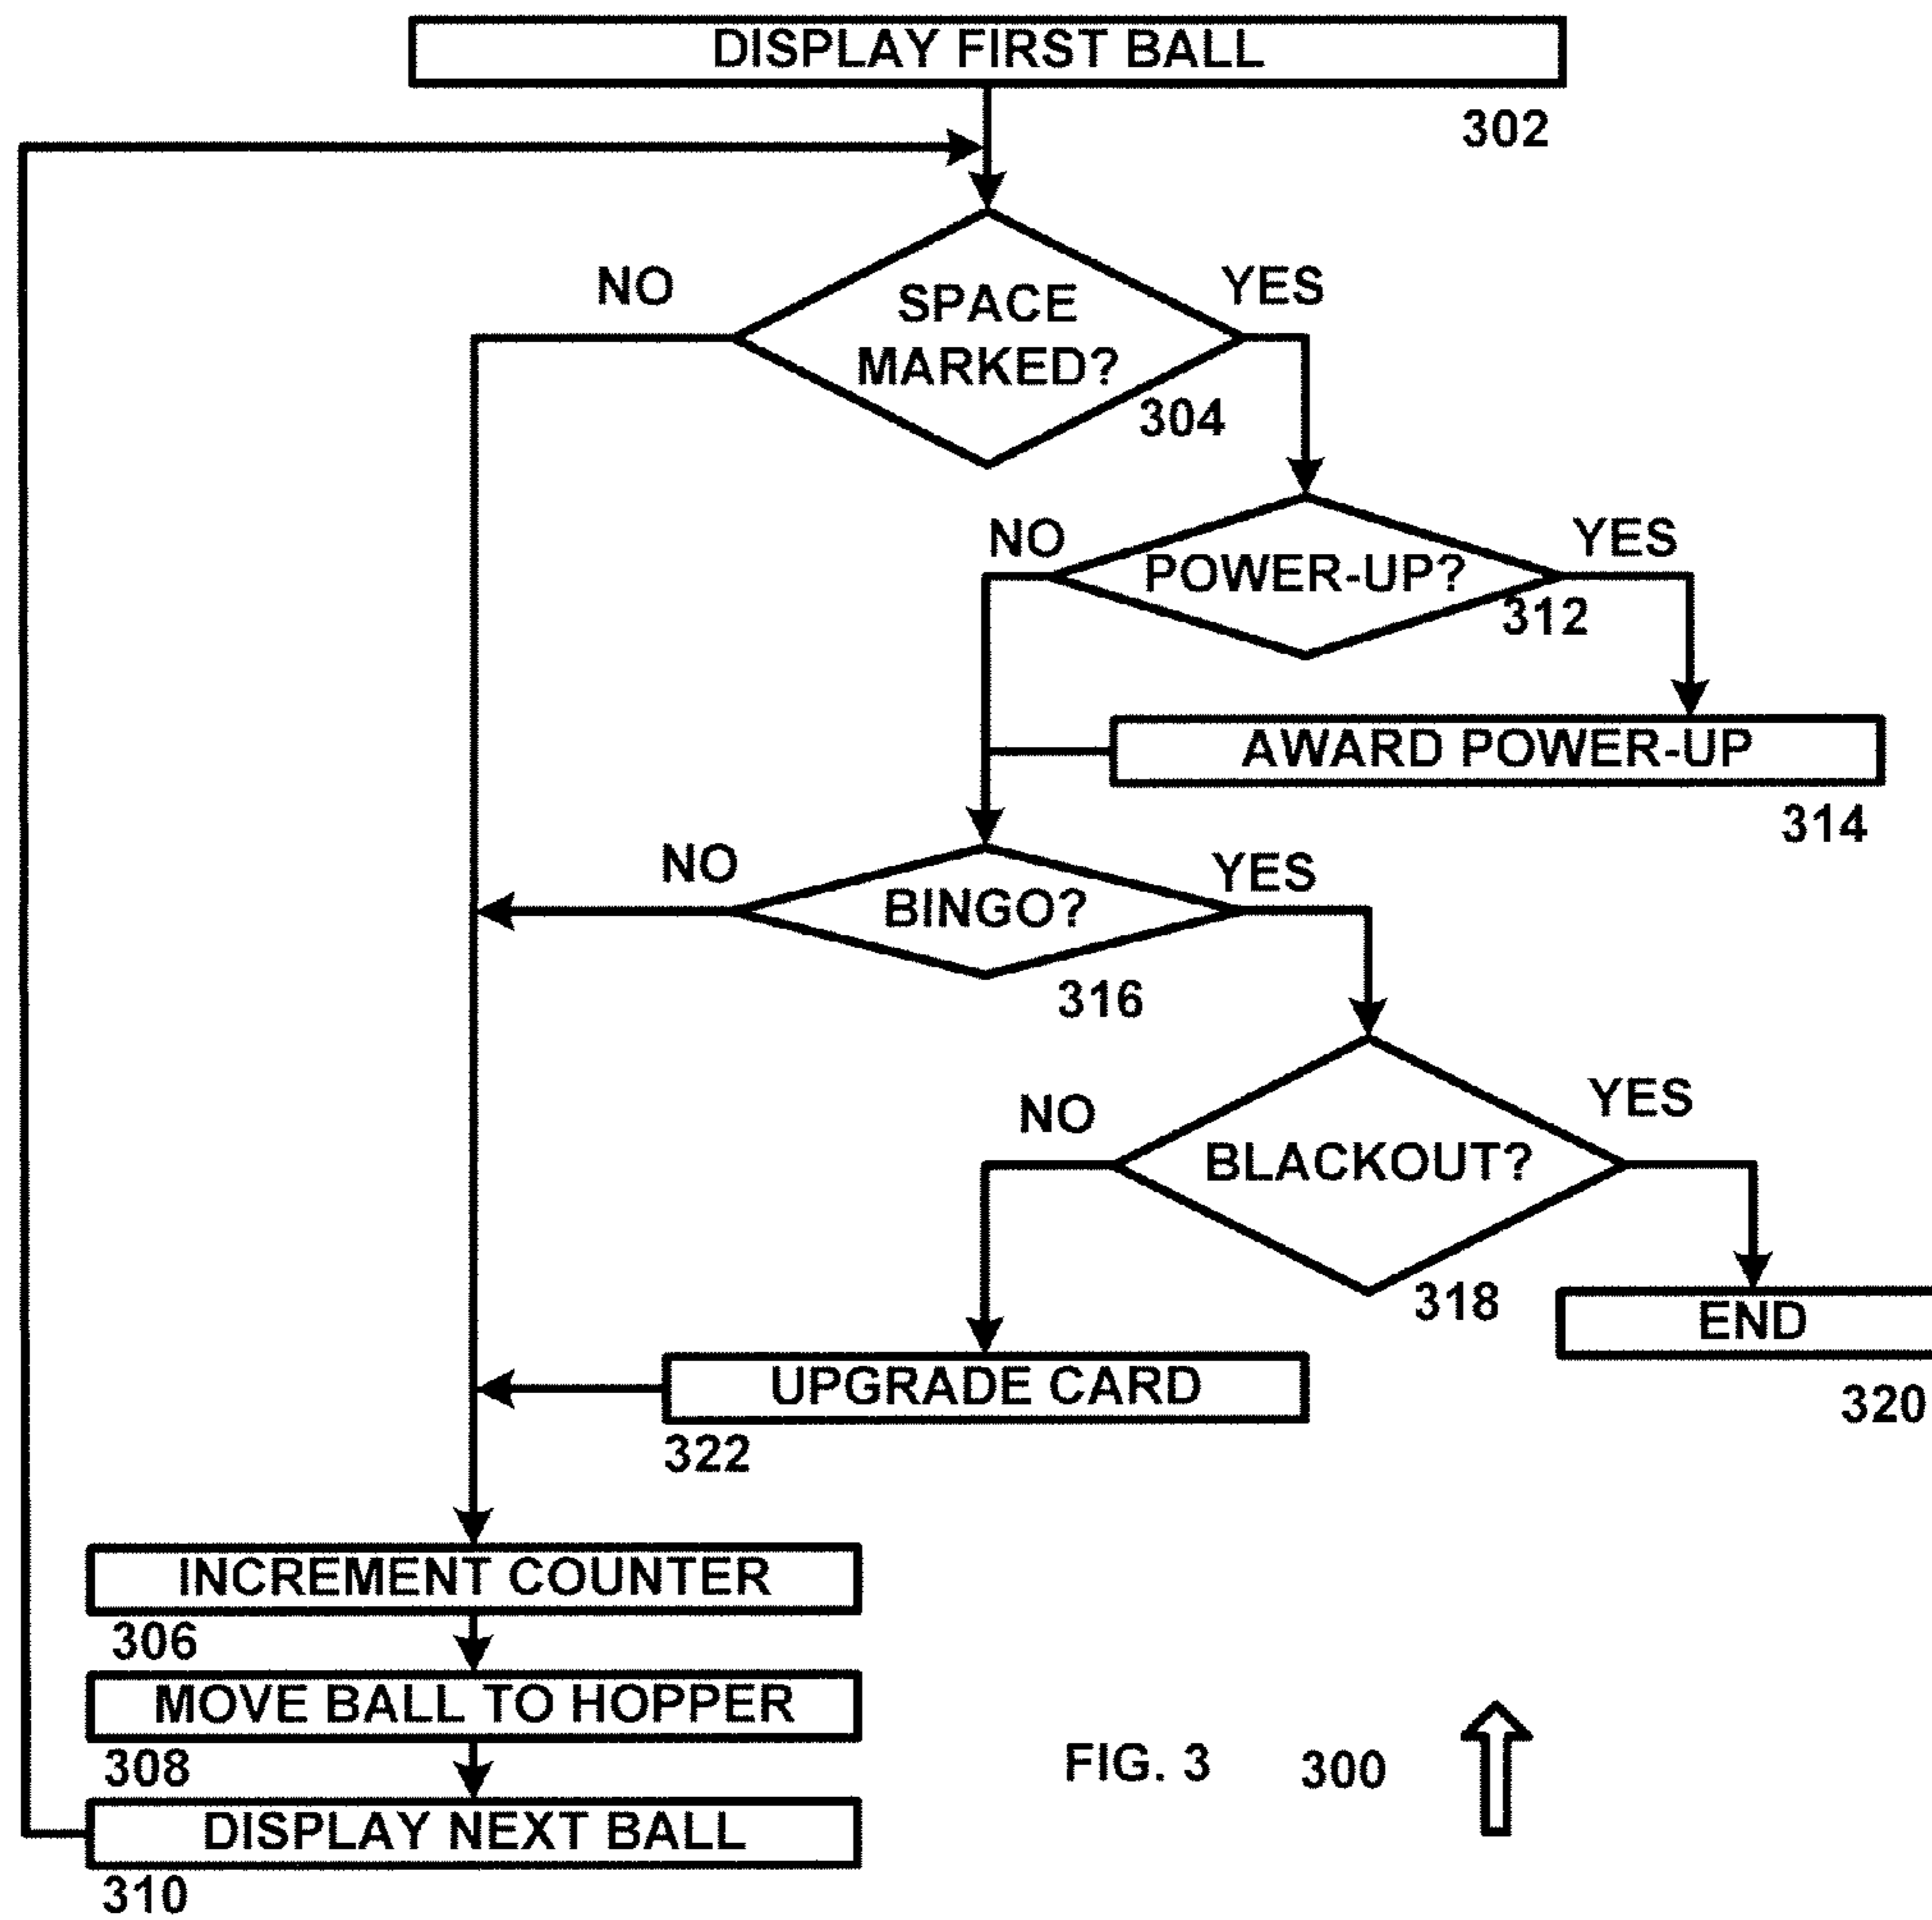 DISPLAY FIRST BALL
302
NO
YES
SPACE
MARKED?
304
NO
YES
POWER-UP?
312
AWARD POWER-UP
314
NO
YES
BINGO?
316
NO
YES
BLACKOUT?
318
END
320
UPGRADE CARD
322
INCREMENT COUNTER
306
MOVE BALL TO HOPPER
308
DISPLAY NEXT BALL
310
FIG. 3 300